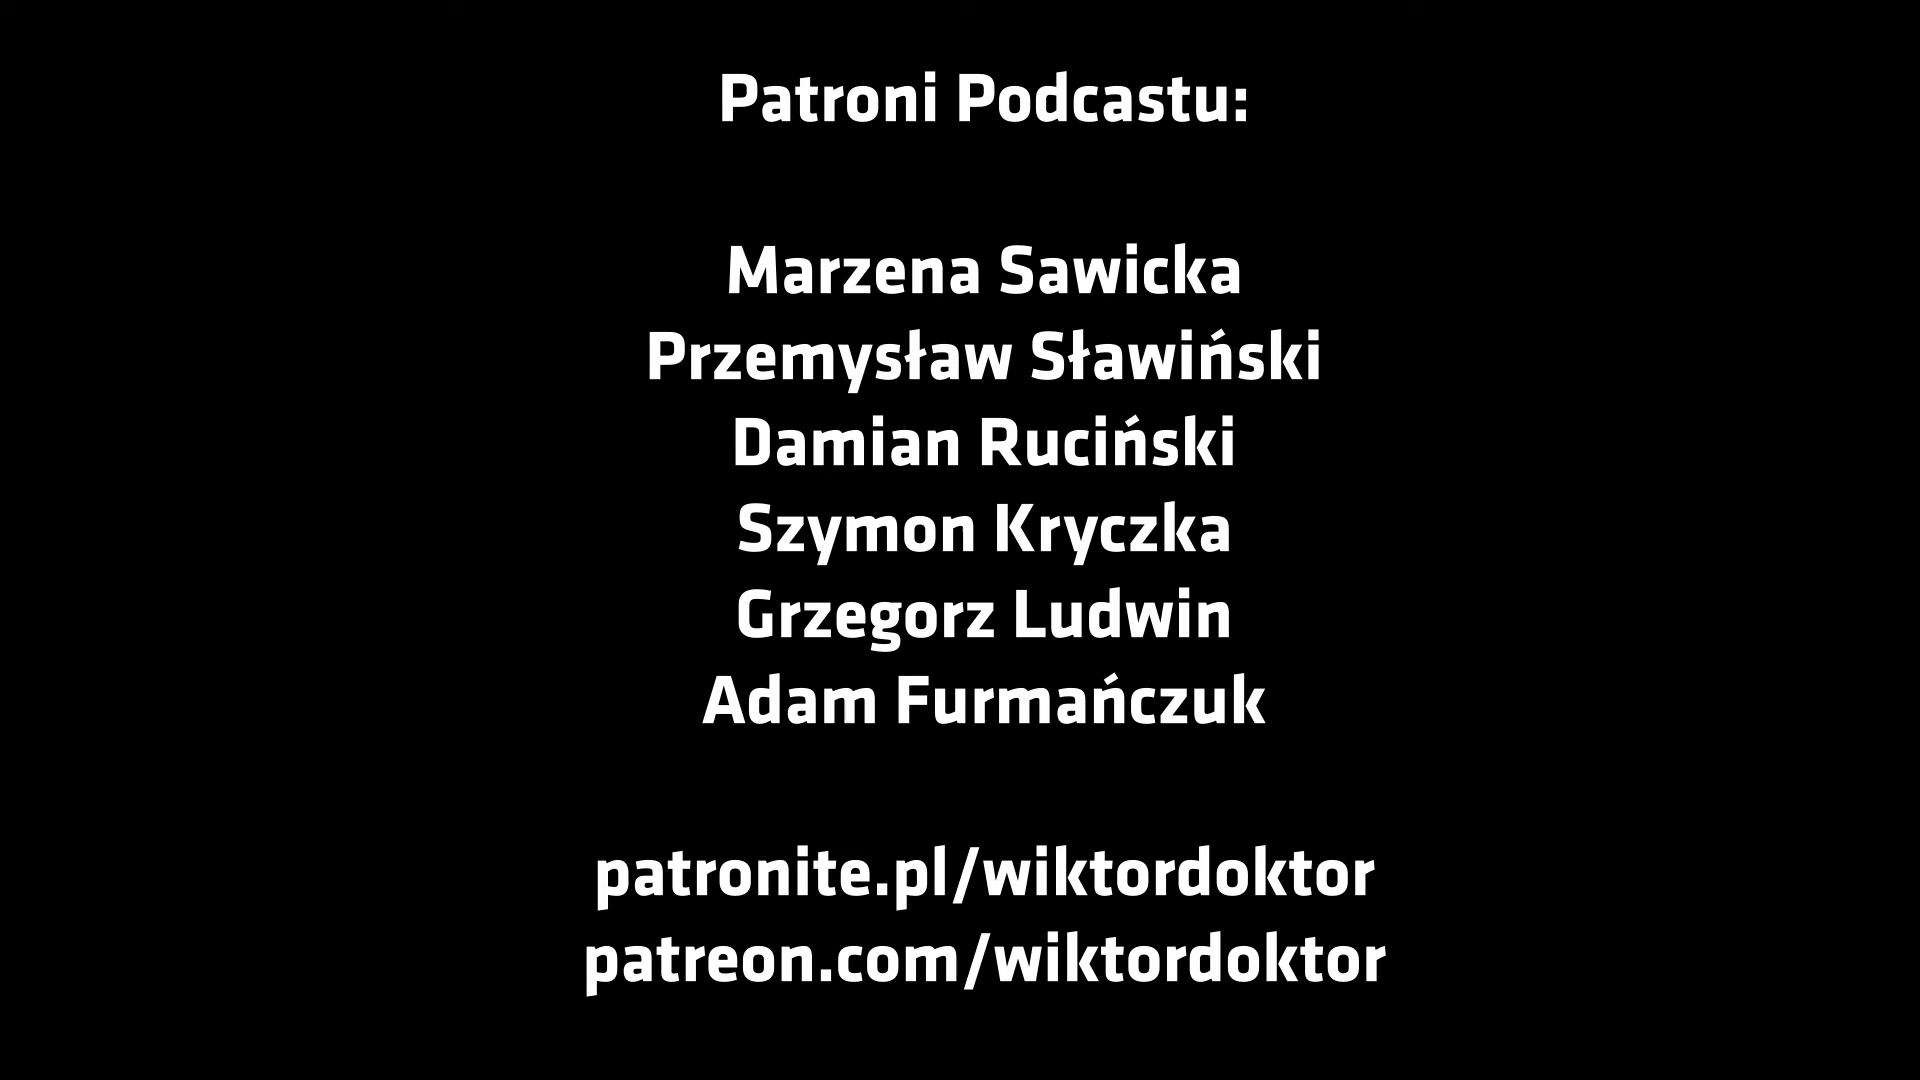 Patroni Podcastu:
Marzena Sawicka
Przemysław Sławiński
Damian Ruciński
Szymon Kryczka
Grzegorz Ludwin
Adam Furmańczuk
patronite.pl/wiktordoktor
patreon.com/wiktordoktor